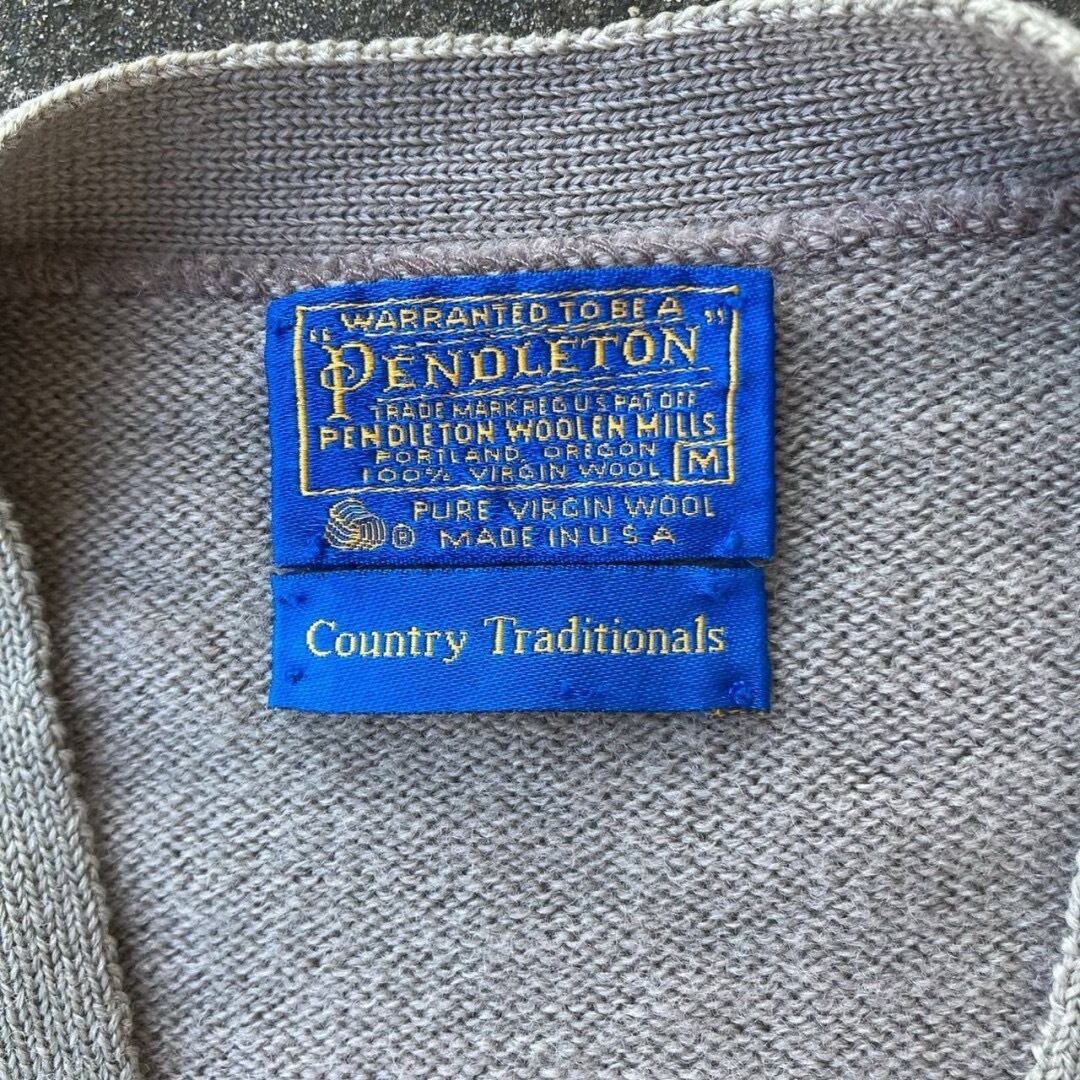 WARRANTED TO BE A
"PENDLETON"
TRADE MARK REG U.S. PAT. OFF.
PENDLETON WOOLEN MILLS
PORTLAND, OREGON
100% VIRGIN WOOL M
® PURE VIRGIN WOOL
MADE IN U S A
Country Traditionals